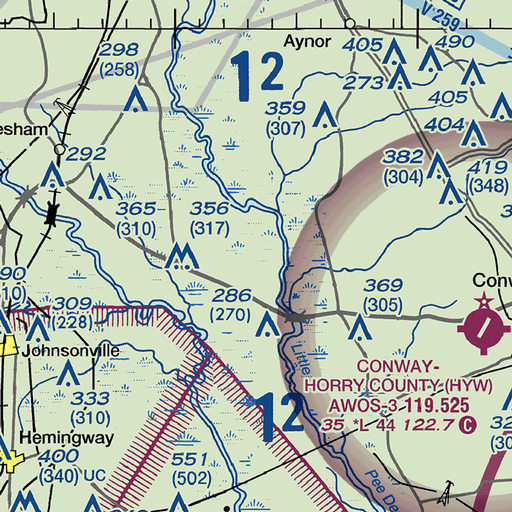 V 259
Aynor
405
490
298
(258)
1²
273
359
(307)
405
404
esham
292
382
(304)
419
(348)
365
(310)
356
(317)
90
10)
309
(228)
286
(270)
369
(305)
Conw
Johnsonville
Little
CONWAY-
HORRY COUNTY (HYW)
AWOS-3 119.525
35 *L 44 122.7 C
333
(310)
1²
32
(30
Hemingway
400
(340) UC
551
(502)
Pee De